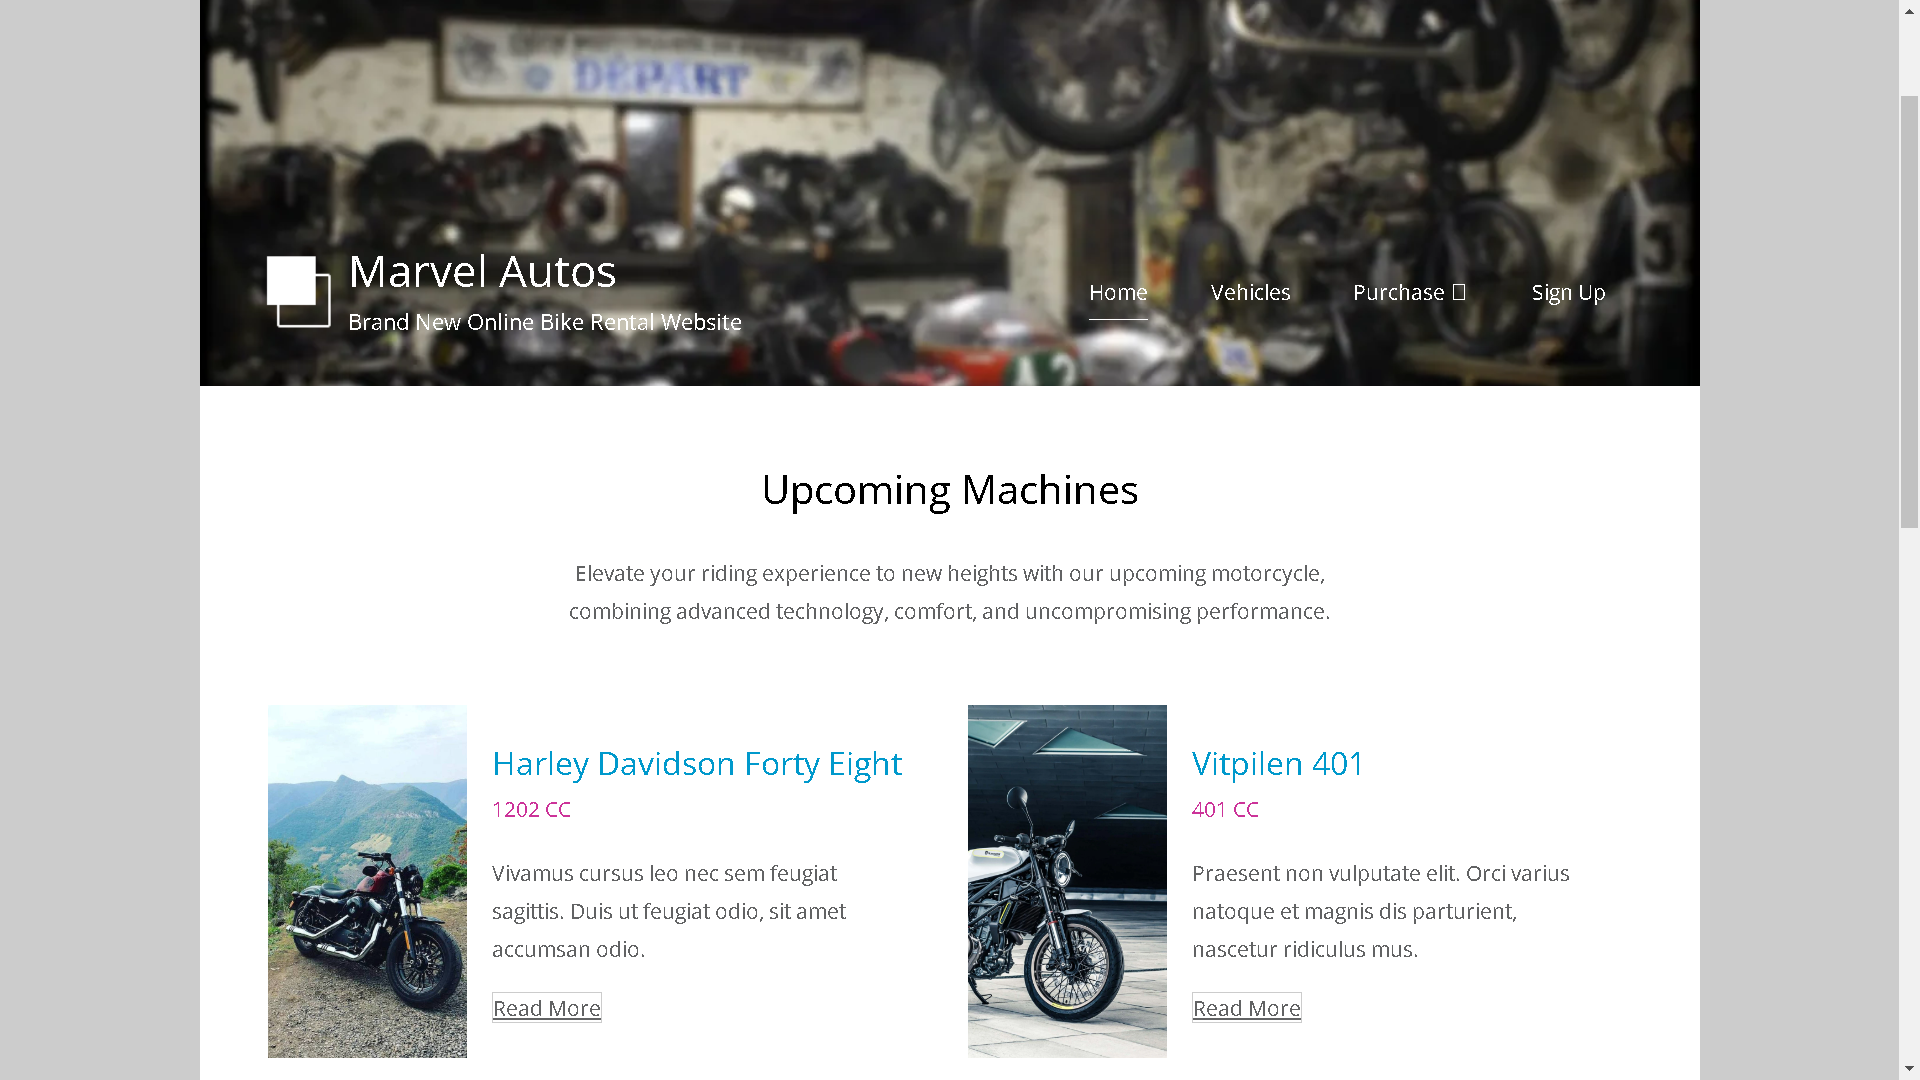 DÉPART
Marvel Autos
Brand New Online Bike Rental Website
Home
Vehicles
Purchase
Sign Up
Upcoming Machines
Elevate your riding experience to new heights with our upcoming motorcycle,
combining advanced technology, comfort, and uncompromising performance.
Harley Davidson Forty Eight
1202 CC
Vivamus cursus leo nec sem feugiat
sagittis. Duis ut feugiat odio, sit amet
accumsan odio.
Read More
Vitpilen 401
401 CC
Praesent non vulputate elit. Orci varius
natoque et magnis dis parturient,
nascetur ridiculus mus.
Read More